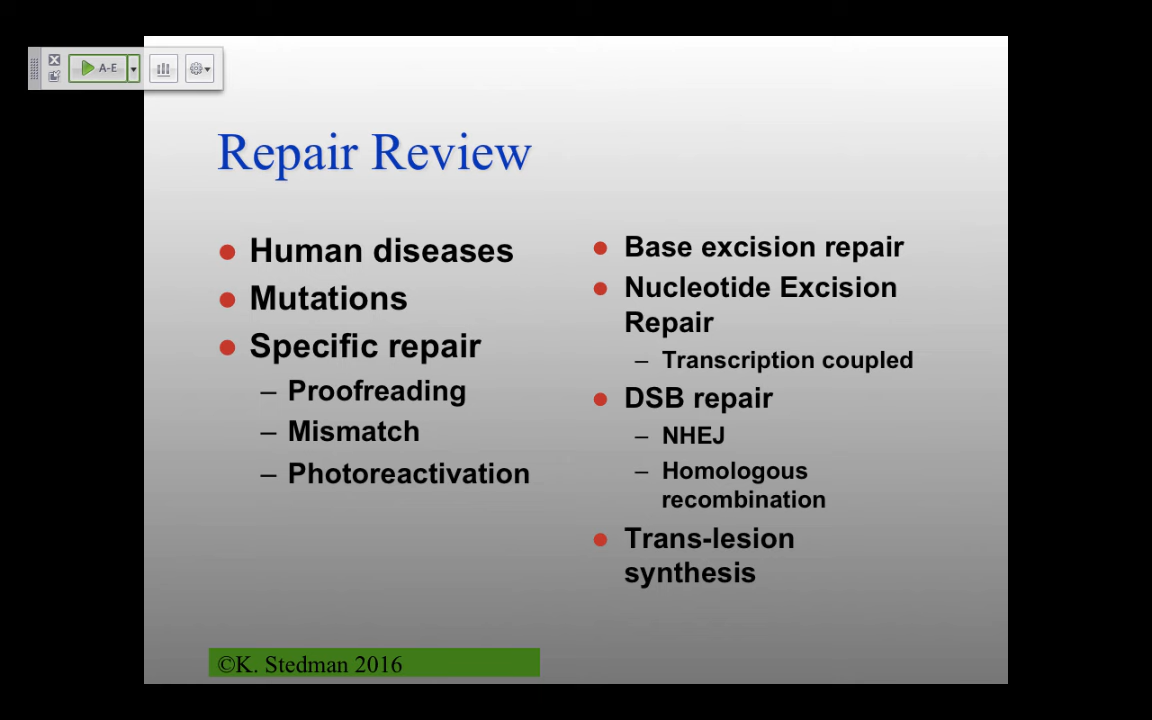 A-E
Repair Review
● Human diseases
● Mutations
● Specific repair
– Proofreading
– Mismatch
– Photoreactivation
● Base excision repair
● Nucleotide Excision
Repair
– Transcription coupled
● DSB repair
– NHEJ
– Homologous
recombination
● Trans-lesion
synthesis
©K. Stedman 2016